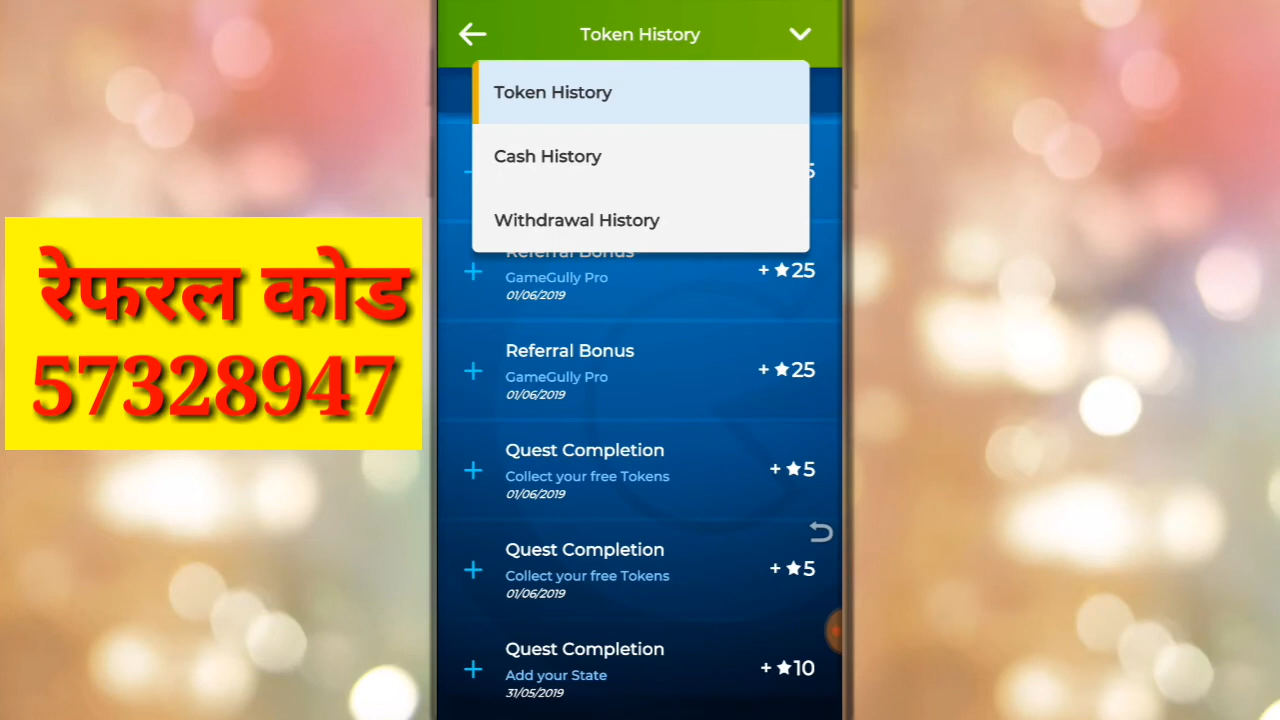 Token History
Token History
Cash History
Withdrawal History
5
Referral Bonus
GameGully Pro
+ ★25
01/06/2019
Referral Bonus
GameGully Pro
+ ★25
01/06/2019
Quest Completion
Collect your free Tokens
+ ★5
01/06/2019
Quest Completion
Collect your free Tokens
+ ★5
01/06/2019
Quest Completion
Add your State
+ ★10
31/05/2019
रेफरल कोड
57328947